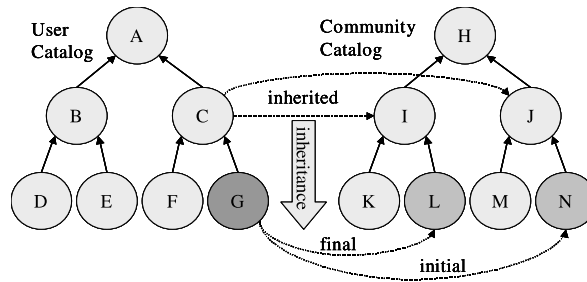 User
Catalog
A
Community
Catalog
H
B
C
inherited
I
J
inheritance
D
E
F
G
K
L
M
N
final
initial